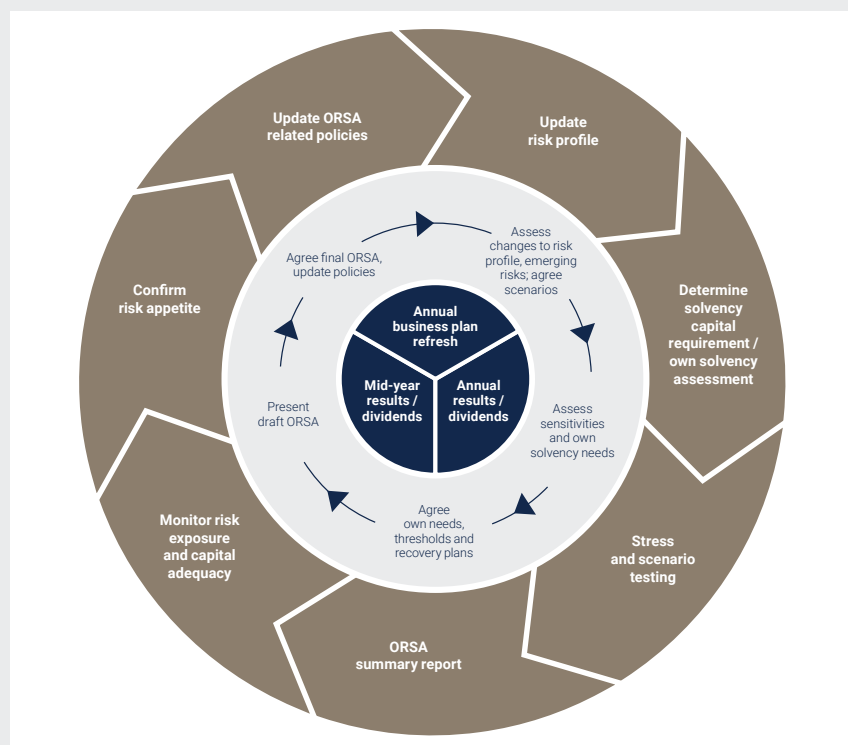 Update ORSA
related policies
Update
risk profile
Determine
solvency
capital
requirement /
own solvency
assessment
Stress
and scenario
testing
ORSA
summary report
Monitor risk
exposure
and capital
adequacy
Confirm
risk appetite
Agree final ORSA,
update policies
Assess
changes to risk
profile, emerging
risks; agree
scenarios
Assess
sensitivities
and own
solvency needs
Agree
own needs,
thresholds and
recovery plans
Present
draft ORSA
Annual
business plan
refresh
Mid-year
results /
dividends
Annual
results /
dividends